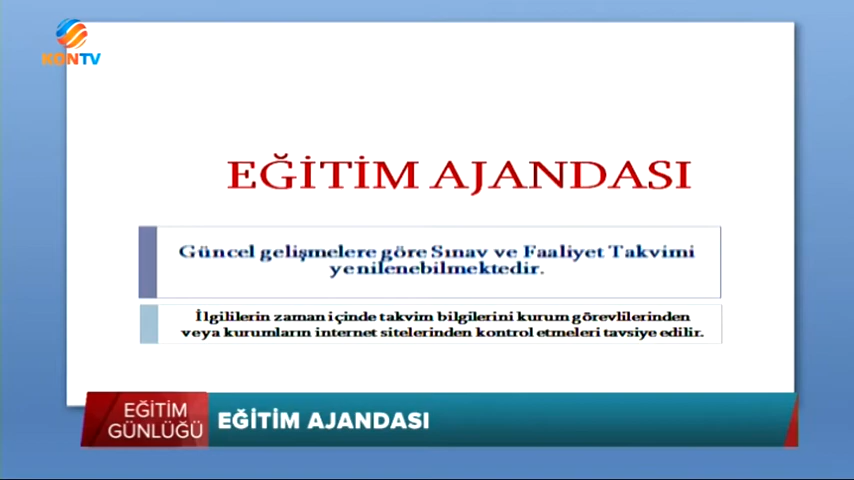 KONTV
EĞİTİM AJANDASI
Güncel gelişmelere göre Sınav ve Faaliyet Takvimi
yenilenebilmektedir.
İlgililerin zaman içinde takvim bilgilerini kurum görevlilerinden
veya kurumların internet sitelerinden kontrol etmeleri tavsiye edilir.
EĞİTİM
GÜNLÜĞÜ
EĞİTİM AJANDASI